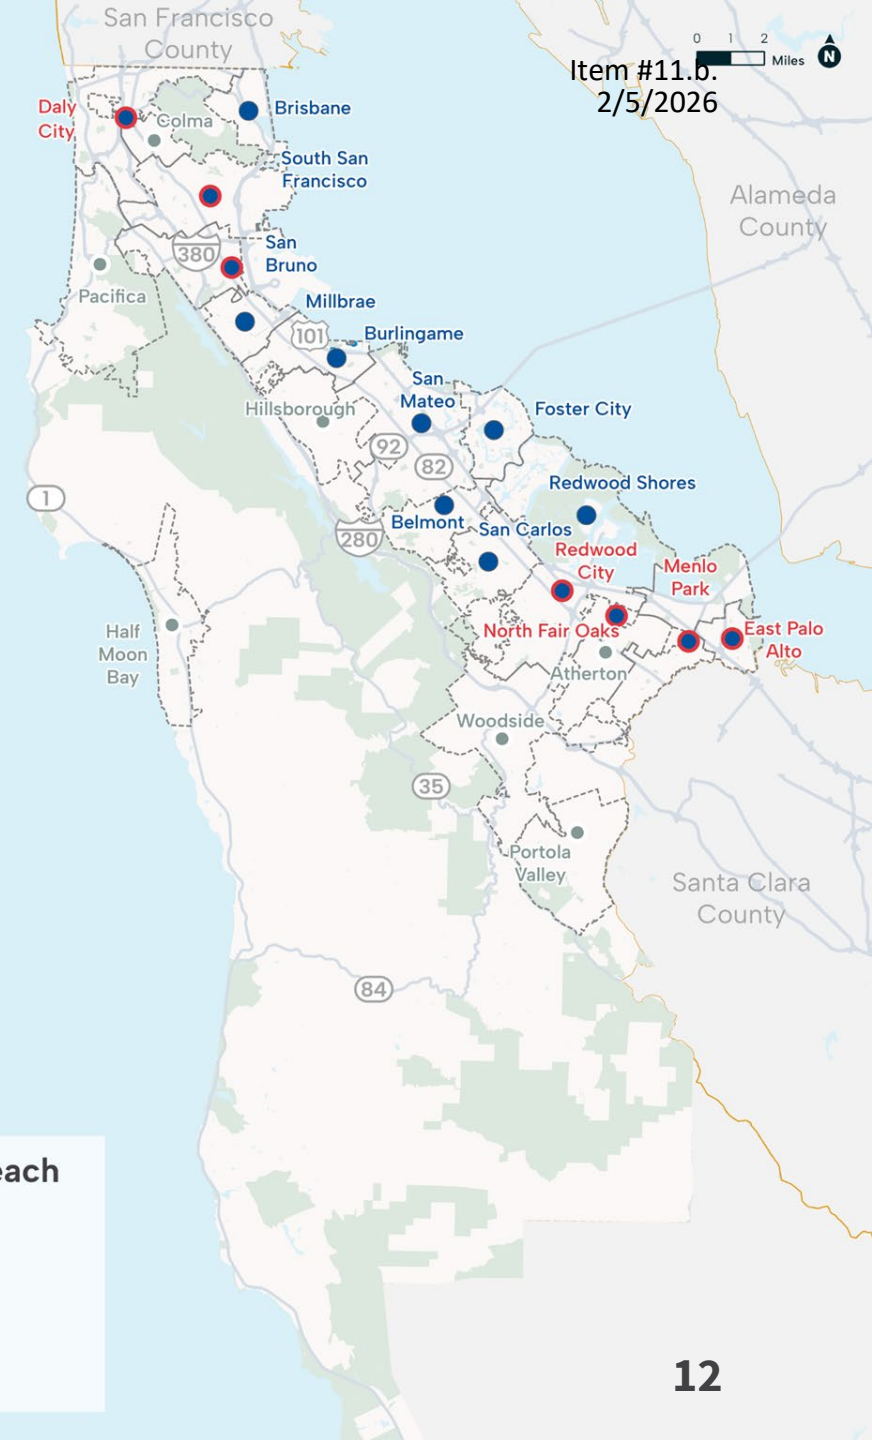 San Francisco
County
0 1 2
Miles
N
Item #11.b.
2/5/2026
Daly
City
Colma
Brisbane
South San
Francisco
Alameda
County
380
San
Bruno
Pacifica
Millbrae
101
Burlingame
San
Mateo
Hillsborough
Foster City
92
82
1
Redwood Shores
280
Belmont
San Carlos
Redwood
City
Menlo
Park
Half
Moon
Bay
North Fair Oaks
East Palo
Alto
Atherton
Woodside
35
Portola
Valley
Santa Clara
County
84
each
12